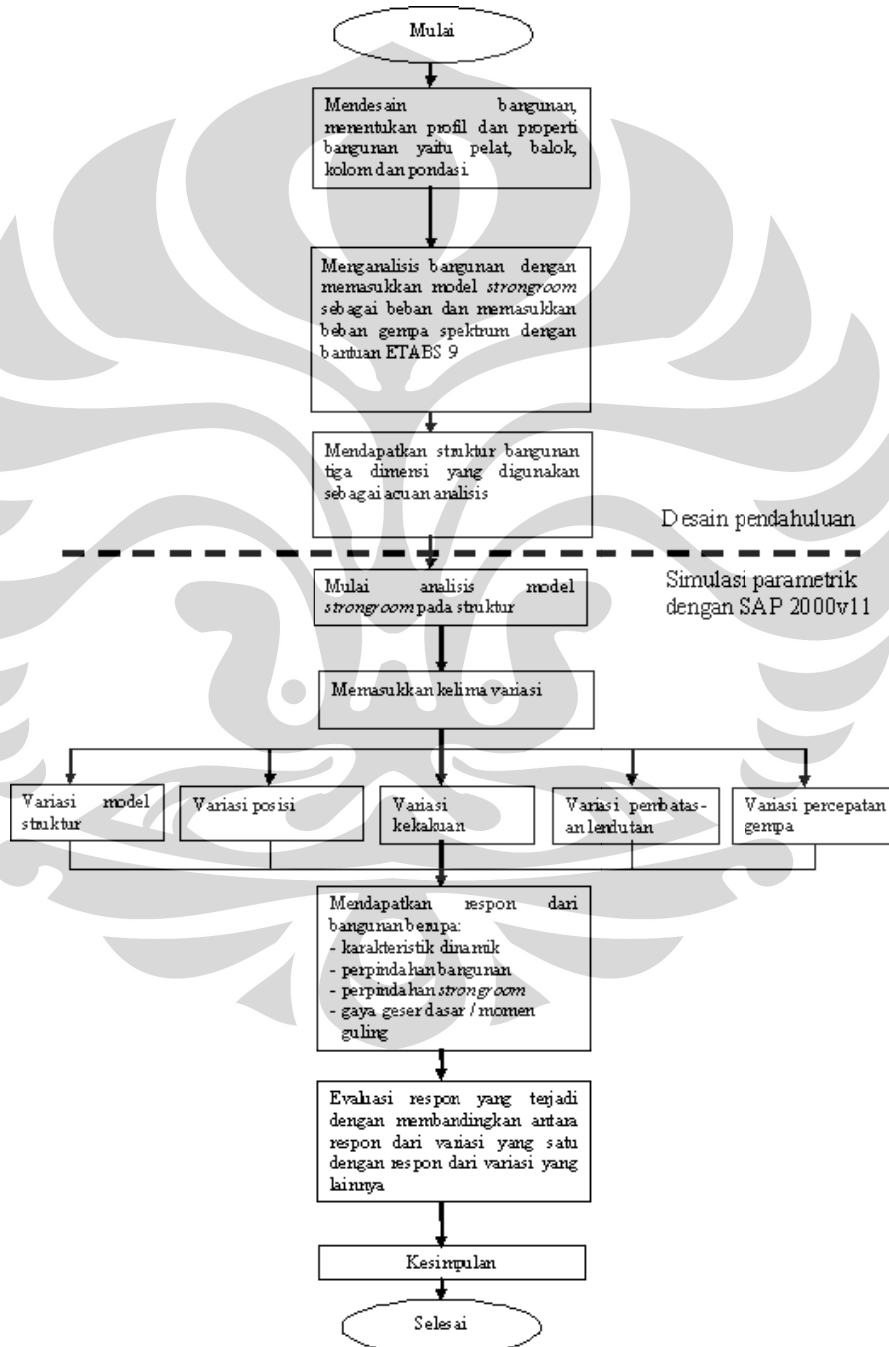 Mulai
Mendesain bangunan,
menentukan profil dan properti
bangunan yaitu pelat, balok,
kolom dan pondasi.
Menganalisis bangunan dengan
memasukkan model strongroom
sebagai beban dan memasukkan
beban gempa spektrum dengan
bantuan ETABS 9
Mendapatkan struktur bangunan
tiga dimensi yang digunakan
sebagai acuan analisis
Desain pendahuluan
Simulasi parametrik
dengan SAP 2000v11
Mulai analisis model
strongroom pada struktur
Memasukkan kelima variasi
Variasi model
struktur
Variasi posisi
Variasi
kekakuan
Variasi pembatas-
an lendutan
Variasi percepatan
gempa
Mendapatkan respon dari
bangunan berupa:
- karakteristik dinamik
- perpindahan bangunan
- perpindahan strongroom
- gaya geser dasar / momen
guling
Evaluasi respon yang terjadi
dengan membandingkan antara
respon dari variasi yang satu
dengan respon dari variasi yang
lainnya
Kesimpulan
Selesai